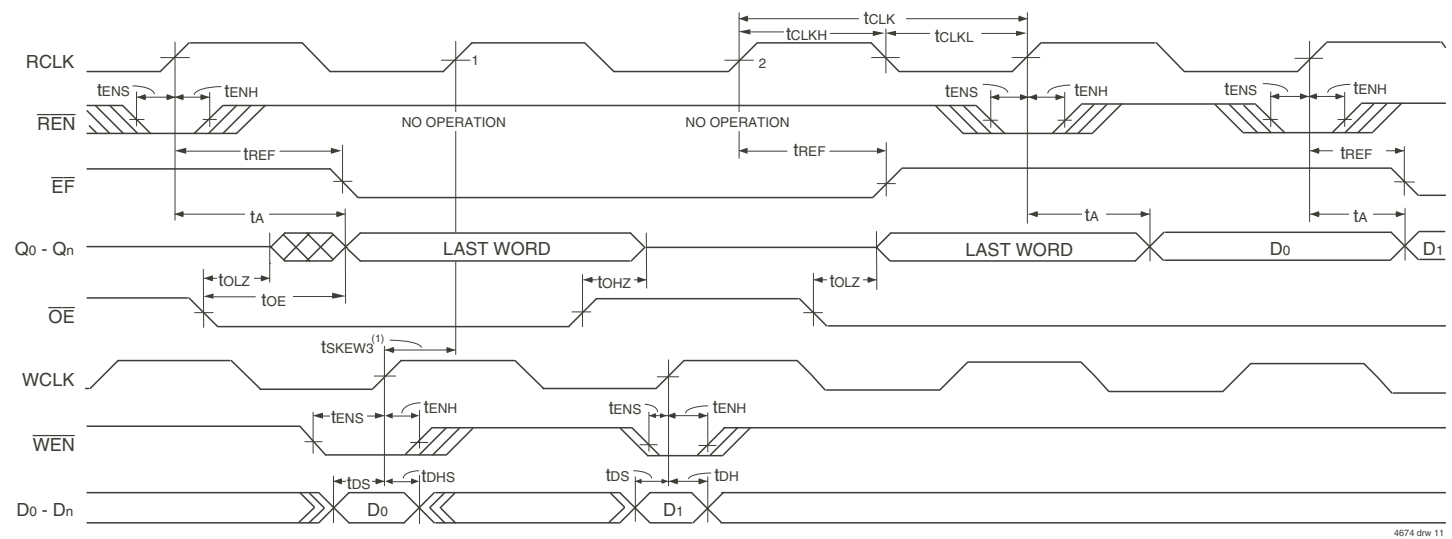 tCLK
tCLKH tCLKL
RCLK 1 2
tENS tENH tENS tENH tENS tENH
REN NO OPERATION NO OPERATION
tREF tREF tREF
EF
tA tA tA
Q0 - Qn LAST WORD LAST WORD D0 D1
tOLZ tOHZ tOLZ
tOE
OE
tSKEW3(1)
WCLK
tENS tENH tENS tENH
WEN
tDS tDHS tDS tDH
D0 - Dn D0 D1
4674 drw 11